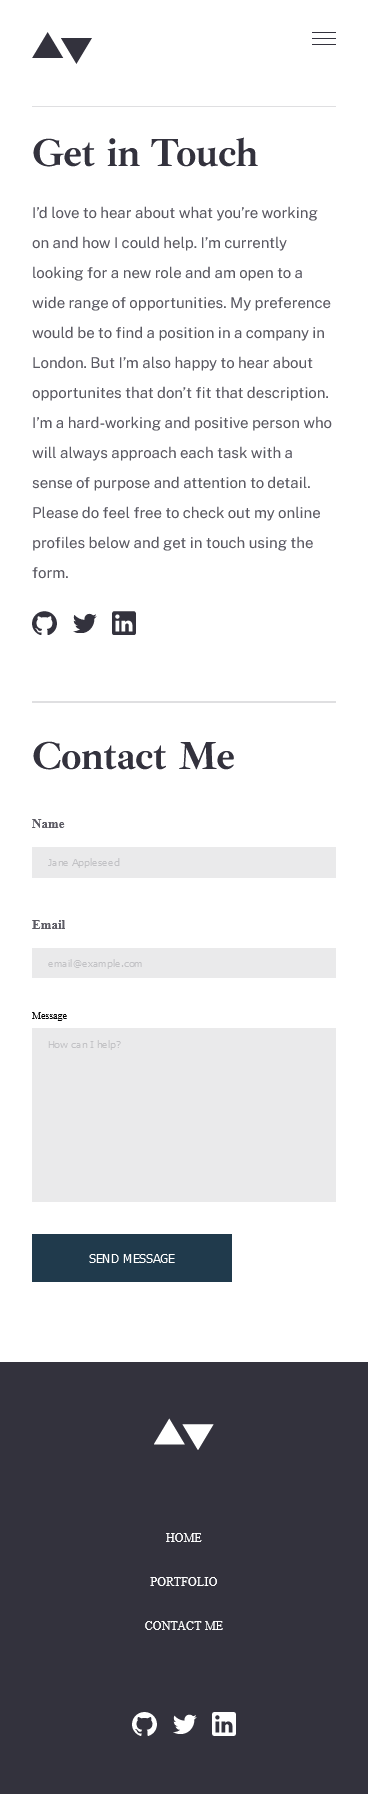 Get in Touch
I’d love to hear about what you’re working
on and how I could help. I’m currently
looking for a new role and am open to a
wide range of opportunities. My preference
would be to find a position in a company in
London. But I’m also happy to hear about
opportunites that don’t fit that description.
I’m a hard-working and positive person who
will always approach each task with a
sense of purpose and attention to detail.
Please do feel free to check out my online
profiles below and get in touch using the
form.
Contact Me
Name
Jane Appleseed
Email
email@example.com
Message
How can I help?
SEND MESSAGE
HOME
PORTFOLIO
CONTACT ME